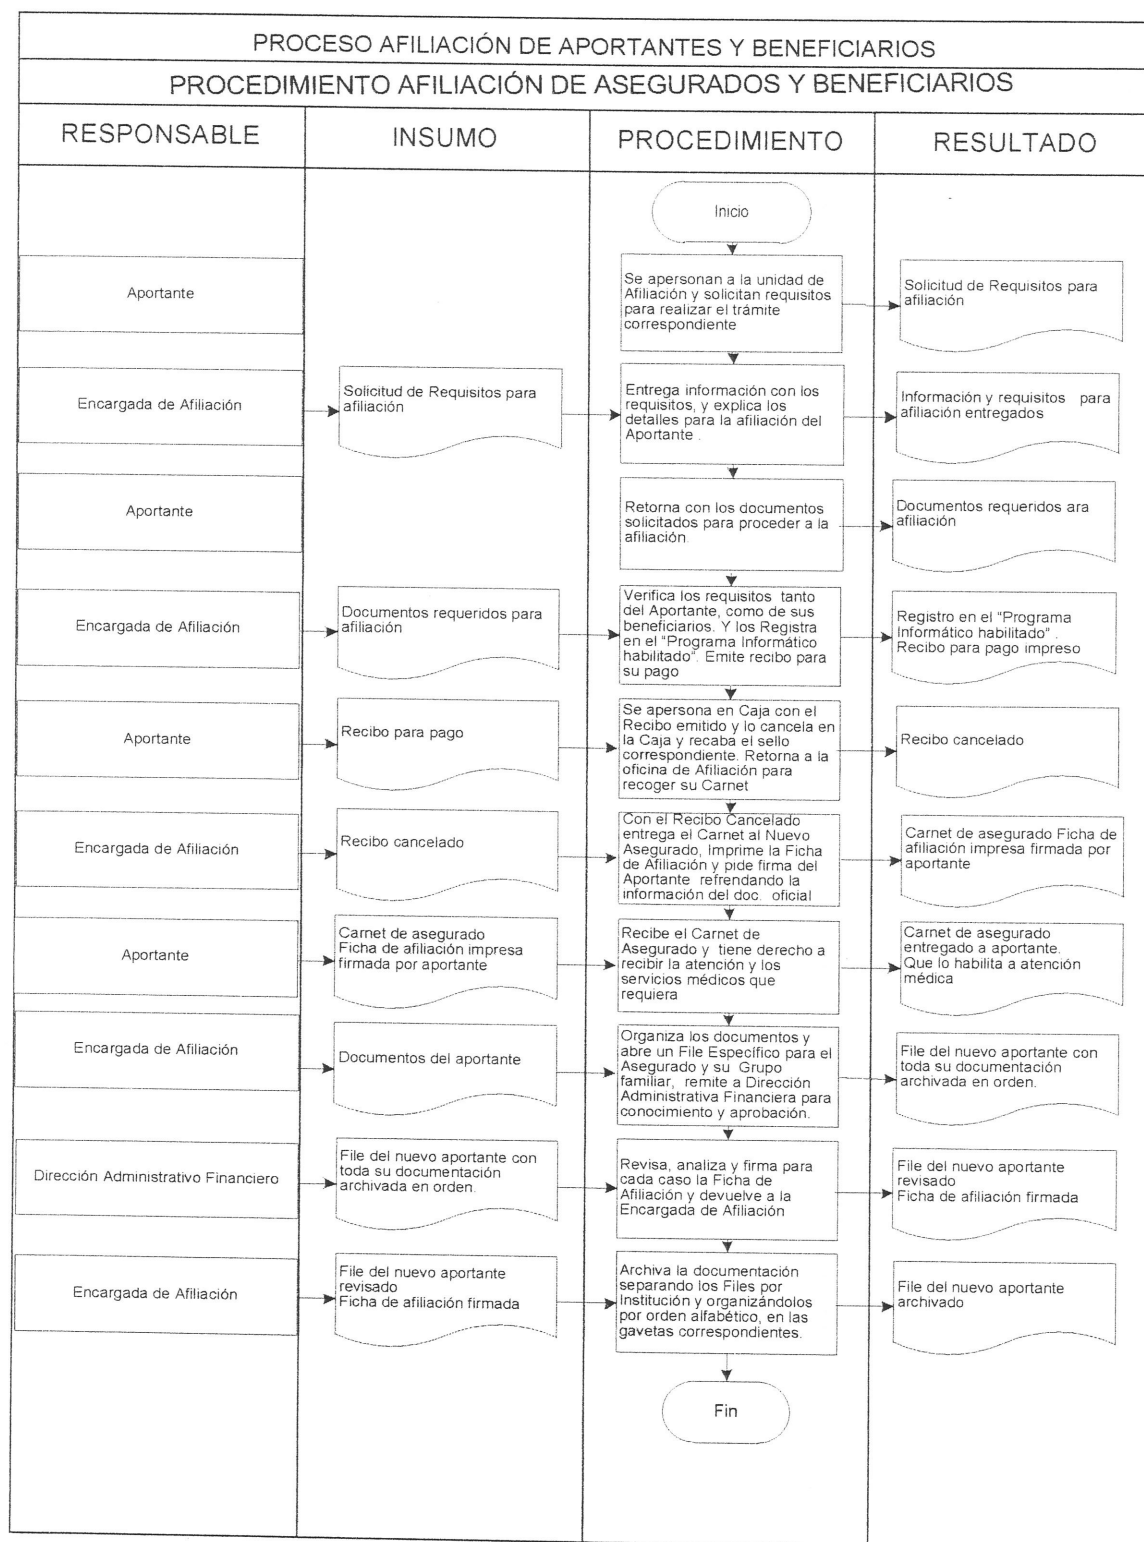 PROCESO AFILIACIÓN DE APORTANTES Y BENEFICIARIOS
PROCEDIMIENTO AFILIACIÓN DE ASEGURADOS Y BENEFICIARIOS
RESPONSABLE
INSUMO
PROCEDIMIENTO
RESULTADO
Inicio
Aportante
Se apersonan a la unidad de
Afiliación y solicitan requisitos
para realizar el trámite
correspondiente
Solicitud de Requisitos para
afiliación
Encargada de Afiliación
Solicitud de Requisitos para
afiliación
Entrega información con los
requisitos, y explica los
detalles para la afiliación del
Aportante .
Información y requisitos para
afiliación entregados
Aportante
Retorna con los documentos
solicitados para proceder a la
afiliación.
Documentos requeridos ara
afiliación
Encargada de Afiliación
Documentos requeridos para
afiliación
Verifica los requisitos tanto
del Aportante, como de sus
beneficiarios. Y los Registra
en el "Programa Informático
habilitado". Emite recibo para
su pago
Registro en el "Programa
Informático habilitado" .
Recibo para pago impreso
Aportante
Recibo para pago
Se apersona en Caja con el
Recibo emitido y lo cancela en
la Caja y recaba el sello
correspondiente. Retorna a la
oficina de Afiliación para
recoger su Carnet
Recibo cancelado
Encargada de Afiliación
Recibo cancelado
Con el Recibo Cancelado
entrega el Carnet al Nuevo
Asegurado, Imprime la Ficha
de Afiliación y pide firma del
Aportante refrendando la
información del doc. oficial
Carnet de asegurado Ficha de
afiliación impresa firmada por
aportante
Aportante
Carnet de asegurado
Ficha de afiliación impresa
firmada por aportante
Recibe el Carnet de
Asegurado y tiene derecho a
recibir la atención y los
servicios médicos que
requiera
Carnet de asegurado
entregado a aportante.
Que lo habilita a atención
médica
Encargada de Afiliación
Documentos del aportante
Organiza los documentos y
abre un File Específico para el
Asegurado y su Grupo
familiar, remite a Dirección
Administrativa Financiera para
conocimiento y aprobación.
File del nuevo aportante con
toda su documentación
archivada en orden.
Dirección Administrativo Financiero
File del nuevo aportante con
toda su documentación
archivada en orden.
Revisa, analiza y firma para
cada caso la Ficha de
Afiliación y devuelve a la
Encargada de Afiliación
File del nuevo aportante
revisado
Ficha de afiliación firmada
Encargada de Afiliación
File del nuevo aportante
revisado
Ficha de afiliación firmada
Archiva la documentación
separando los Files por
Institución y organizándolos
por orden alfabético, en las
gavetas correspondientes.
File del nuevo aportante
archivado
Fin